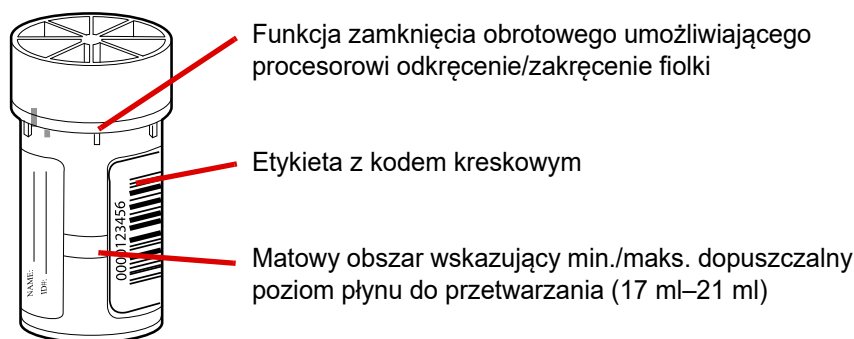 Funkcja zamknięcia obrotowego umożliwiającego
procesorowi odkręcenie/zakręcenie fiolki
Etykieta z kodem kreskowym
0000123456
NAME:
ID#:
Matowy obszar wskazujący min./maks. dopuszczalny
poziom płynu do przetwarzania (17 ml–21 ml)